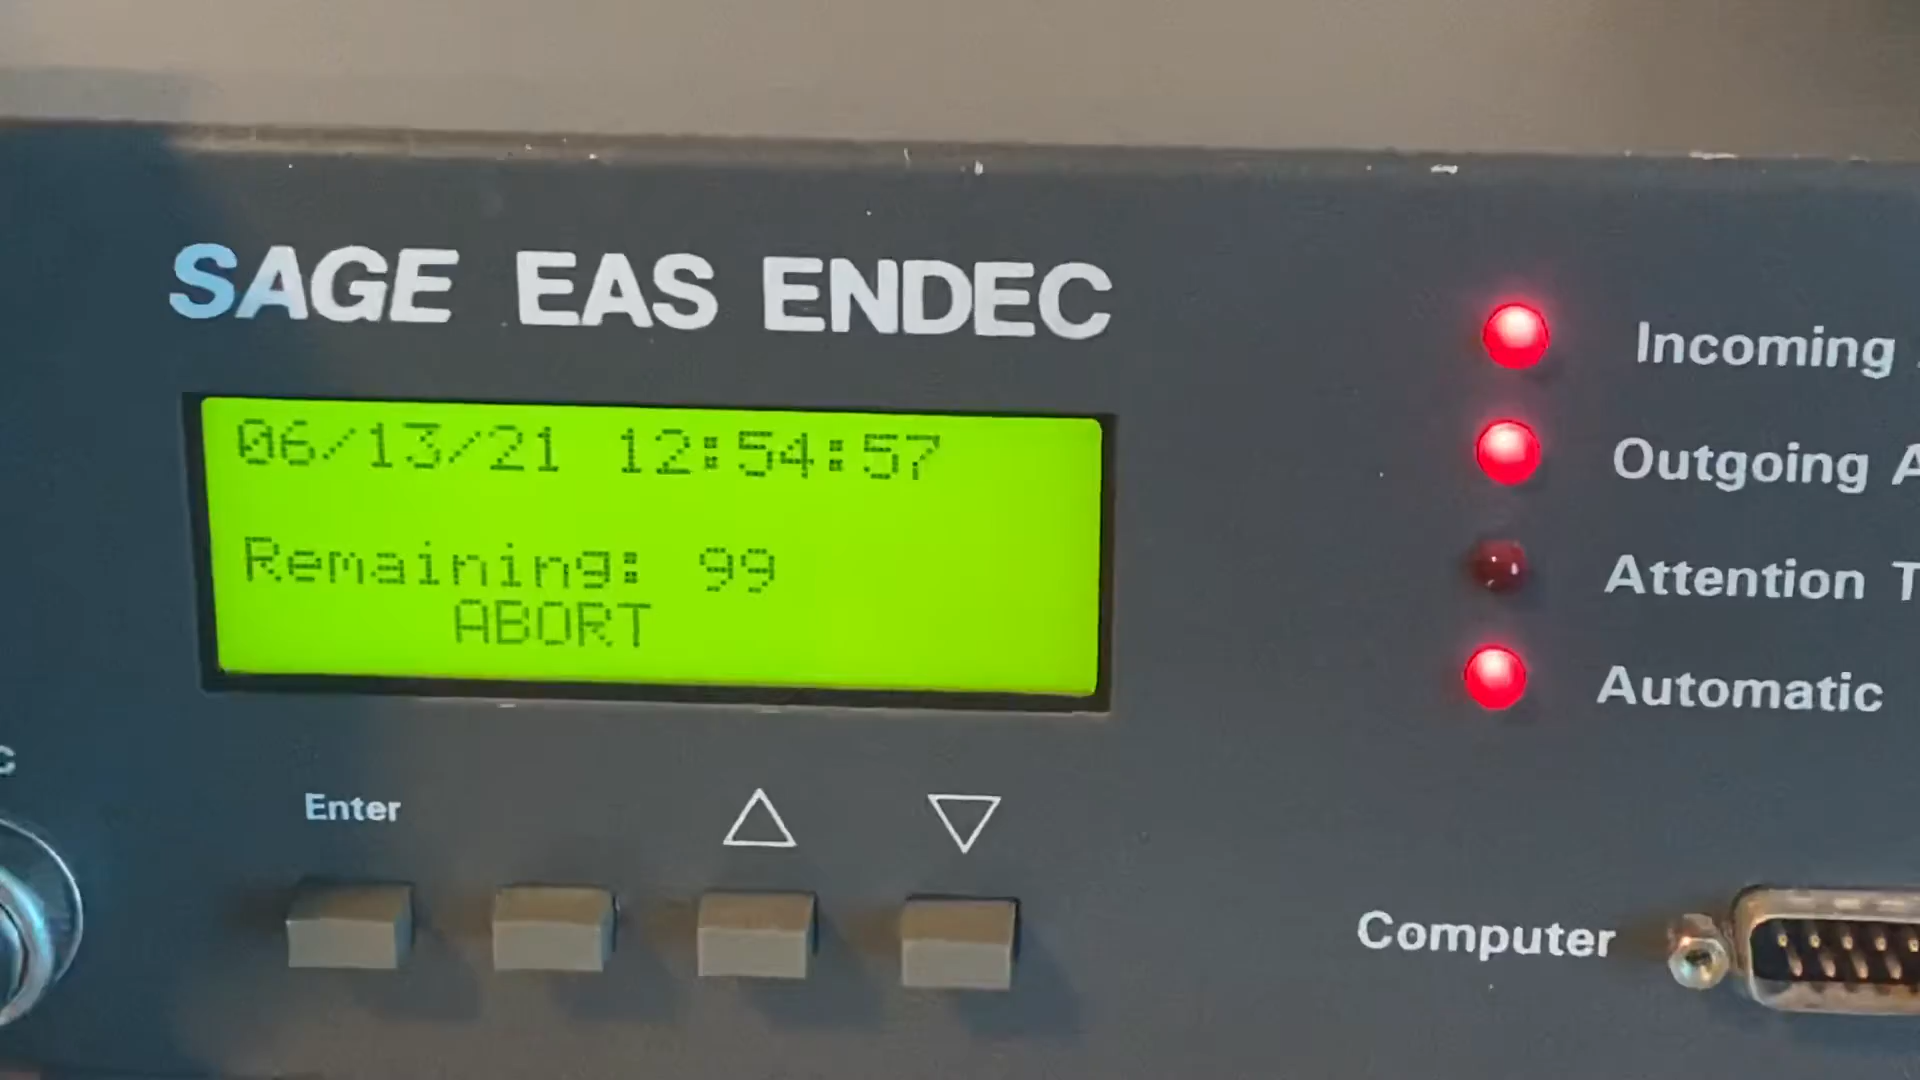 SAGE EAS ENDEC
06/13/21 12:54:57
Remaining: 99
ABORT
Incoming
Outgoing A
Attention T
Automatic
c
Enter
Computer